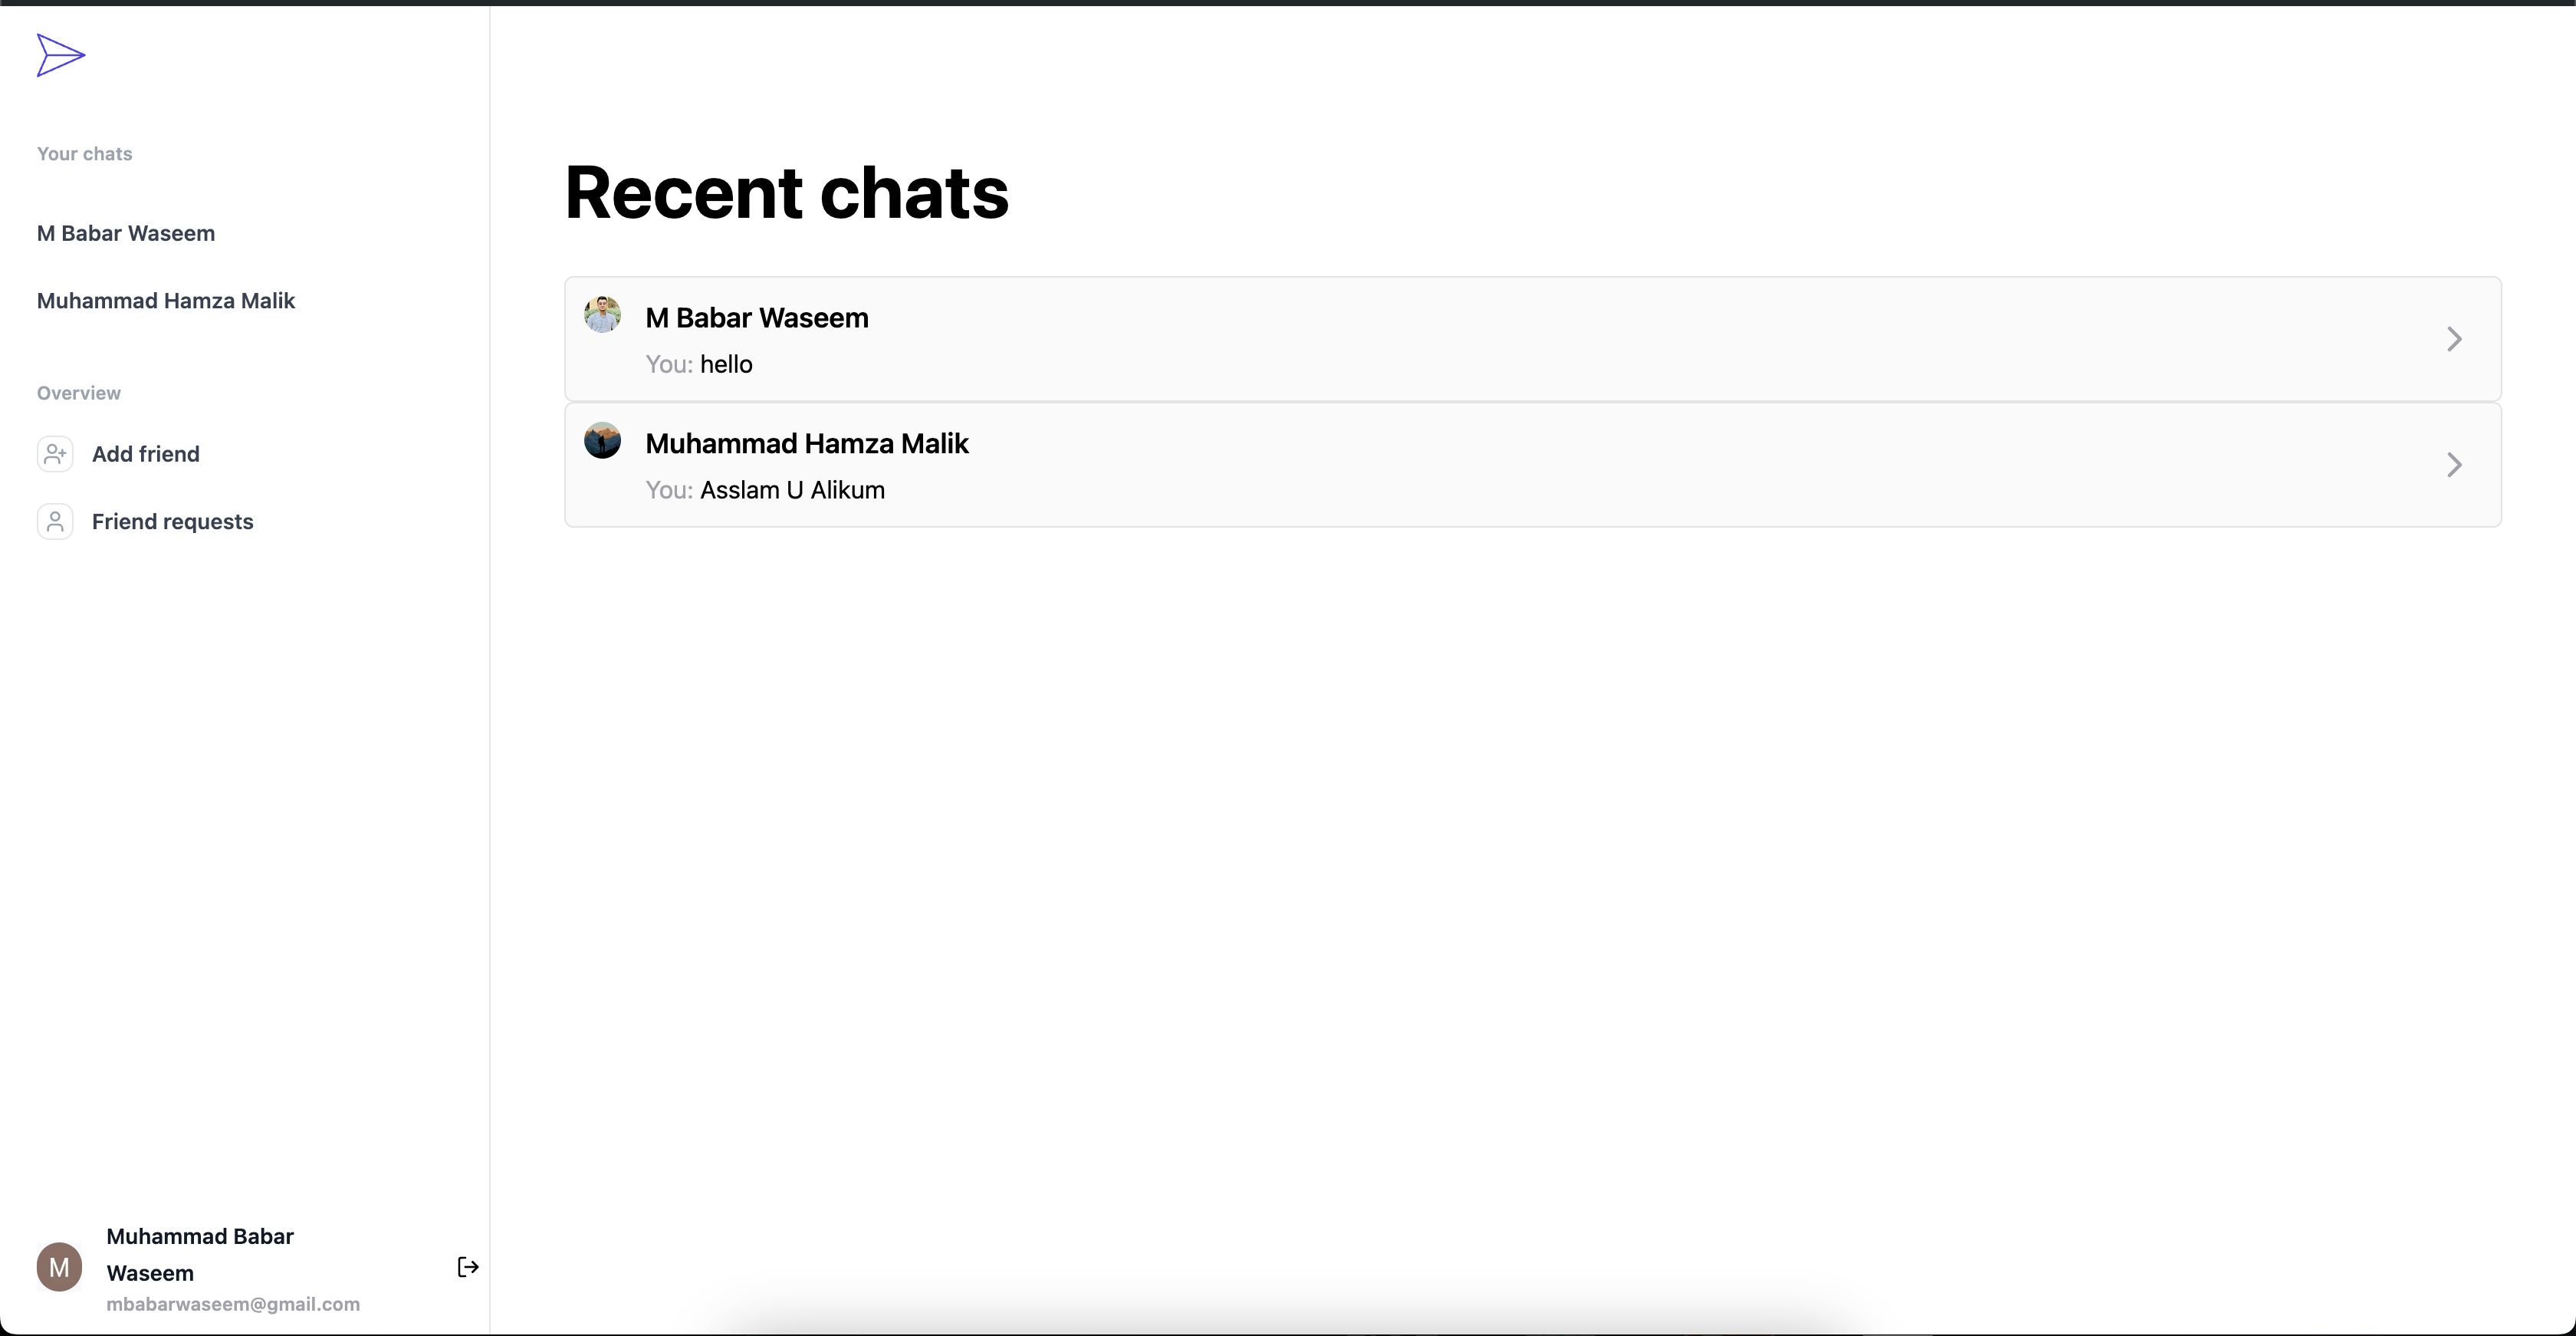 Your chats
M Babar Waseem
Muhammad Hamza Malik
Overview
Add friend
Friend requests
Muhammad Babar
Waseem
M
mbabarwaseem@gmail.com
Recent chats
M Babar Waseem
You: hello
Muhammad Hamza Malik
You: Asslam U Alikum